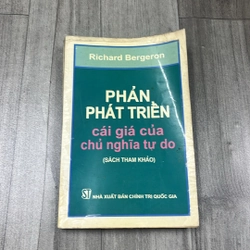 Richard Bergeron
PHẢN
PHÁT TRIỂN
cái giá của
chủ nghĩa tự do
(SÁCH THAM KHẢO)
ST NHÀ XUẤT BẢN CHÍNH TRỊ QUỐC GIA